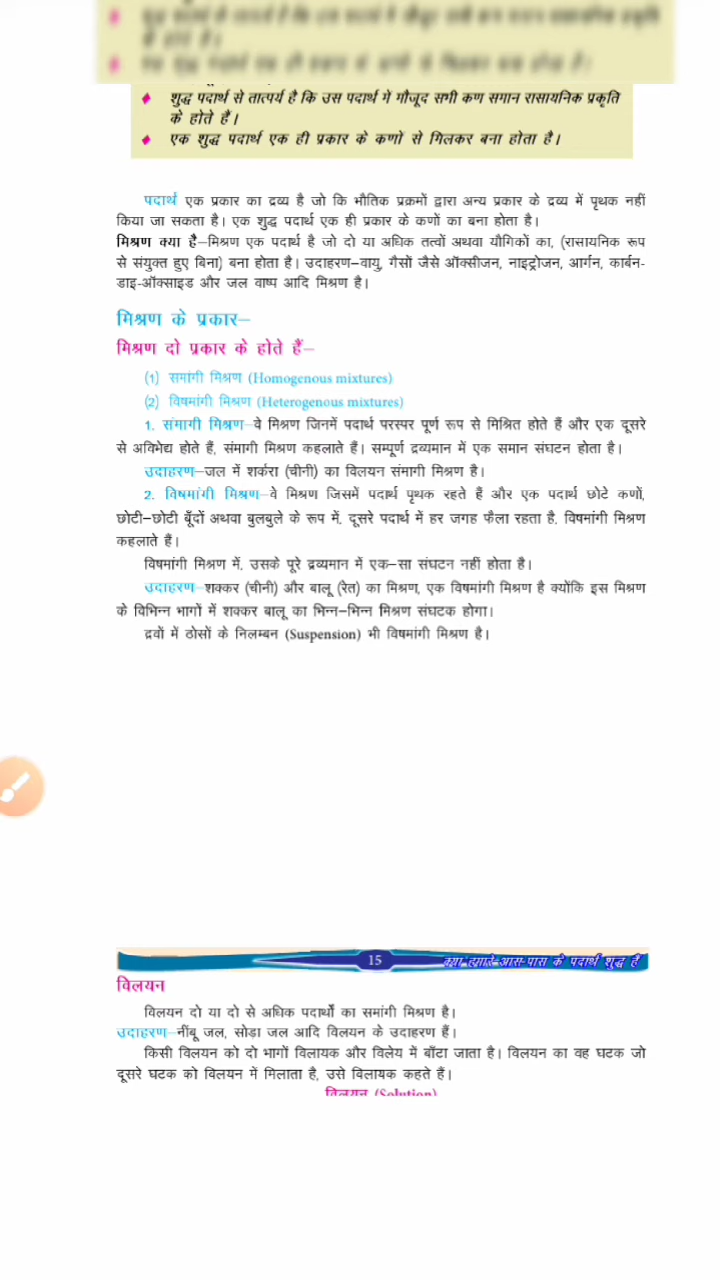 शुद्ध पदार्थ से तात्पर्य है कि उस पदार्थ मे मौजूद सभी कण समान रासायनिक प्रकृति
के होते हैं।
एक शुद्ध पदार्थ एक ही प्रकार के कणों से मिलकर बना होता है।
पदार्थ एक प्रकार का द्रव्य है जो कि भौतिक प्रक्रमों द्वारा अन्य प्रकार के द्रव्य में पृथक नहीं
किया जा सकता है। एक शुद्ध पदार्थ एक ही प्रकार के कणों का बना होता है।
मिश्रण क्या है–मिश्रण एक पदार्थ है जो दो या अधिक तत्वों अथवा यौगिकों का, (रासायनिक रूप
से संयुक्त हुए बिना) बना होता है। उदाहरण–वायु, गैसों जैसे ऑक्सीजन, नाइट्रोजन, आर्गन, कार्बन-
डाइ-ऑक्साइड और जल वाष्प आदि मिश्रण है।
मिश्रण के प्रकार–
मिश्रण दो प्रकार के होते हैं–
(1) समांगी मिश्रण (Homogenous mixtures)
(2) विषमांगी मिश्रण (Heterogenous mixtures)
1. संमागी मिश्रण–वे मिश्रण जिनमें पदार्थ परस्पर पूर्ण रूप से मिश्रित होते हैं और एक दूसरे
से अविभेद्य होते हैं, संमागी मिश्रण कहलाते हैं। सम्पूर्ण द्रव्यमान में एक समान संघटन होता है।
उदाहरण–जल में शर्करा (चीनी) का विलयन संमागी मिश्रण है।
2. विषमांगी मिश्रण–वे मिश्रण जिसमें पदार्थ पृथक रहते हैं और एक पदार्थ छोटे कणों,
छोटी–छोटी बूँदों अथवा बुलबुले के रूप में, दूसरे पदार्थ में हर जगह फैला रहता है, विषमांगी मिश्रण
कहलाते हैं।
विषमांगी मिश्रण में, उसके पूरे द्रव्यमान में एक–सा संघटन नहीं होता है।
उदाहरण–शक्कर (चीनी) और बालू (रेत) का मिश्रण, एक विषमांगी मिश्रण है क्योंकि इस मिश्रण
के विभिन्न भागों में शक्कर बालू का भिन्न–भिन्न मिश्रण संघटक होगा।
द्रवों में ठोसों के निलम्बन (Suspension) भी विषमांगी मिश्रण है।
15 क्या हमारे आस-पास के पदार्थ शुद्ध हैं
विलयन
विलयन दो या दो से अधिक पदार्थों का समांगी मिश्रण है।
उदाहरण–नींबू जल, सोडा जल आदि विलयन के उदाहरण हैं।
किसी विलयन को दो भागों विलायक और विलेय में बाँटा जाता है। विलयन का वह घटक जो
दूसरे घटक को विलयन में मिलाता है, उसे विलायक कहते हैं।
विलयन (Solution)